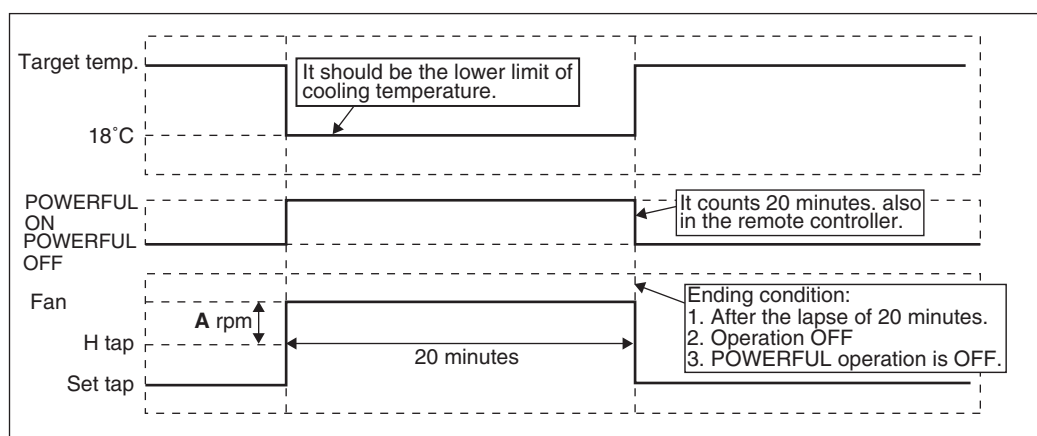 Target temp.
It should be the lower limit of
cooling temperature.
18˚C
POWERFUL
ON
POWERFUL
OFF
It counts 20 minutes. also
in the remote controller.
Fan
A rpm
H tap
20 minutes
Set tap
Ending condition:
1. After the lapse of 20 minutes.
2. Operation OFF
3. POWERFUL operation is OFF.